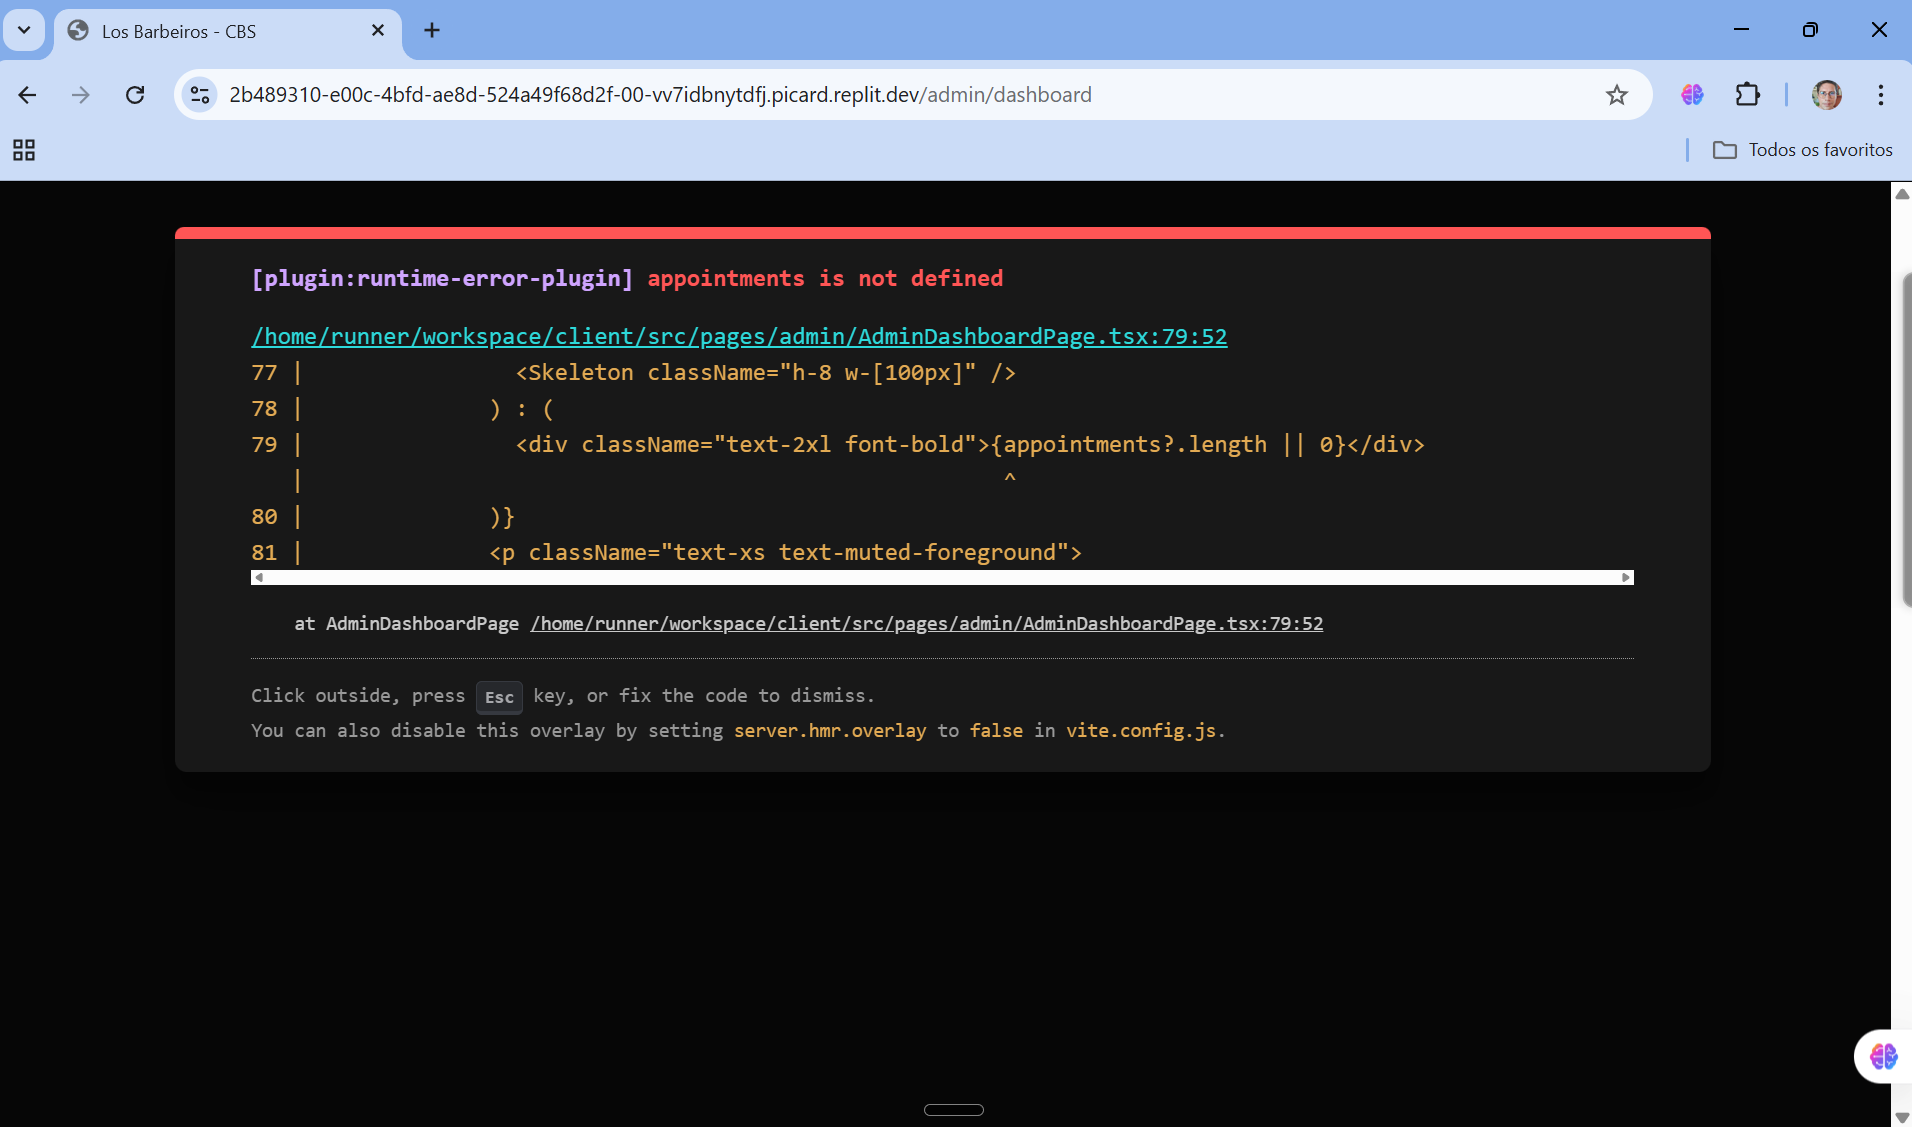 Los Barbeiros - CBS
2b489310-e00c-4bfd-ae8d-524a49f68d2f-00-vv7idbnytdfj.picard.replit.dev/admin/dashboard
Todos os favoritos
[plugin:runtime-error-plugin] appointments is not defined
/home/runner/workspace/client/src/pages/admin/AdminDashboardPage.tsx:79:52
77 |                <Skeleton className="h-8 w-[100px]" />
78 |              ) : (
79 |                <div className="text-2xl font-bold">{appointments?.length || 0}</div>
|                                                     ^
80 |              )}
81 |              <p className="text-xs text-muted-foreground">
at AdminDashboardPage /home/runner/workspace/client/src/pages/admin/AdminDashboardPage.tsx:79:52
Click outside, press Esc key, or fix the code to dismiss.
You can also disable this overlay by setting server.hmr.overlay to false in vite.config.js.